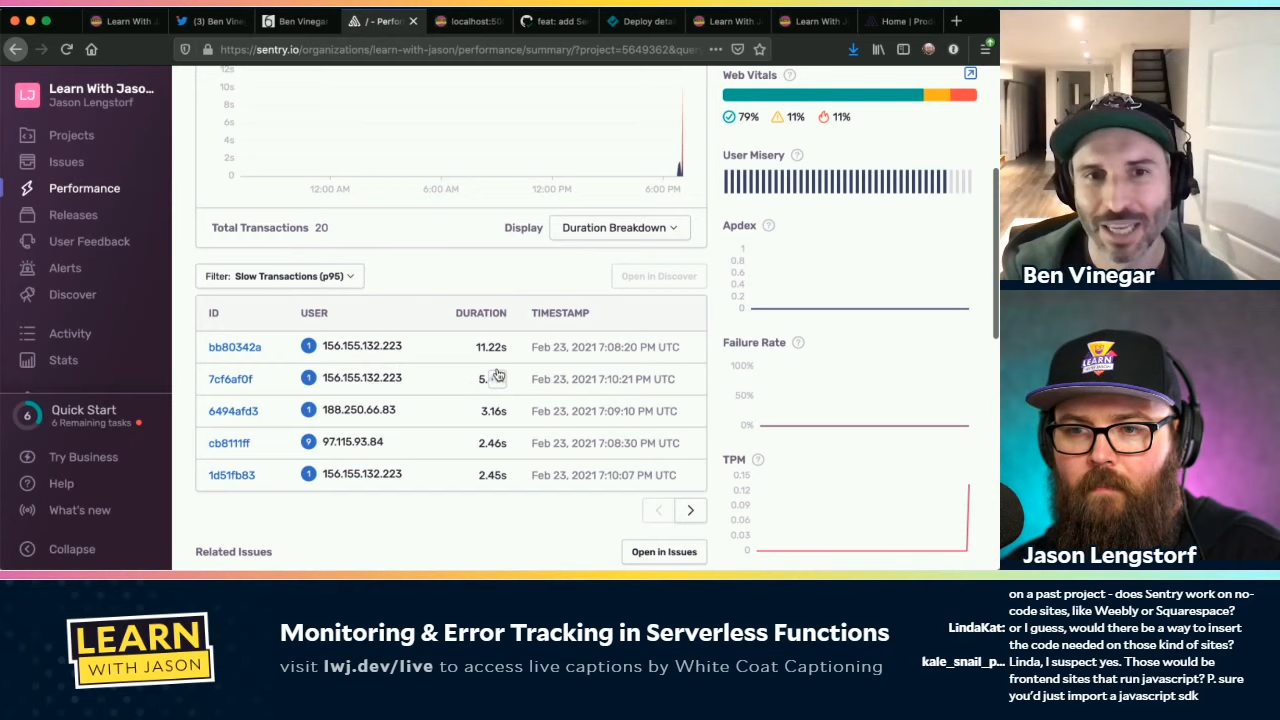 Learn With J
(3) Ben Vine
Ben Vinegar
/ - Perfor
localhost:50
feat: add Se
Deploy detai
Learn With J
Learn With J
Home | Prod
https://sentry.io/organizations/learn-with-jason/performance/summary/?project=5649362&quer
LJ
Learn With Jaso...
Jason Lengstorf
Projects
Issues
Performance
Releases
User Feedback
Alerts
Discover
Activity
Stats
6
Quick Start
6 Remaining tasks
Try Business
Help
What's new
Collapse
12s
10s
8s
6s
4s
2s
0
12:00 AM 6:00 AM 12:00 PM 6:00 PM
Total Transactions 20
Display Duration Breakdown
Filter: Slow Transactions (p95)
Open in Discover
ID USER DURATION TIMESTAMP
bb80342a 1 156.155.132.223 11.22s Feb 23, 2021 7:08:20 PM UTC
7cf6af0f 1 156.155.132.223 5. Feb 23, 2021 7:10:21 PM UTC
6494afd3 1 188.250.66.83 3.16s Feb 23, 2021 7:09:10 PM UTC
cb8111ff 9 97.115.93.84 2.46s Feb 23, 2021 7:08:30 PM UTC
1d51fb83 1 156.155.132.223 2.45s Feb 23, 2021 7:10:07 PM UTC
Related Issues
Open in Issues
Web Vitals
79% 11% 11%
User Misery
Apdex
1
0.8
0.6
0.4
0.2
0
Failure Rate
100%
50%
0%
TPM
0.15
0.12
0.09
0.06
0.03
0
Ben Vinegar
Jason Lengstorf
LEARN
WITH JASON
Monitoring & Error Tracking in Serverless Functions
visit lwj.dev/live to access live captions by White Coat Captioning
on a past project - does Sentry work on no-
code sites, like Weebly or Squarespace?
LindaKat: or I guess, would there be a way to insert
the code needed on those kind of sites?
kale_snail_p... Linda, I suspect yes. Those would be
frontend sites that run javascript? P. sure
you'd just import a javascript sdk